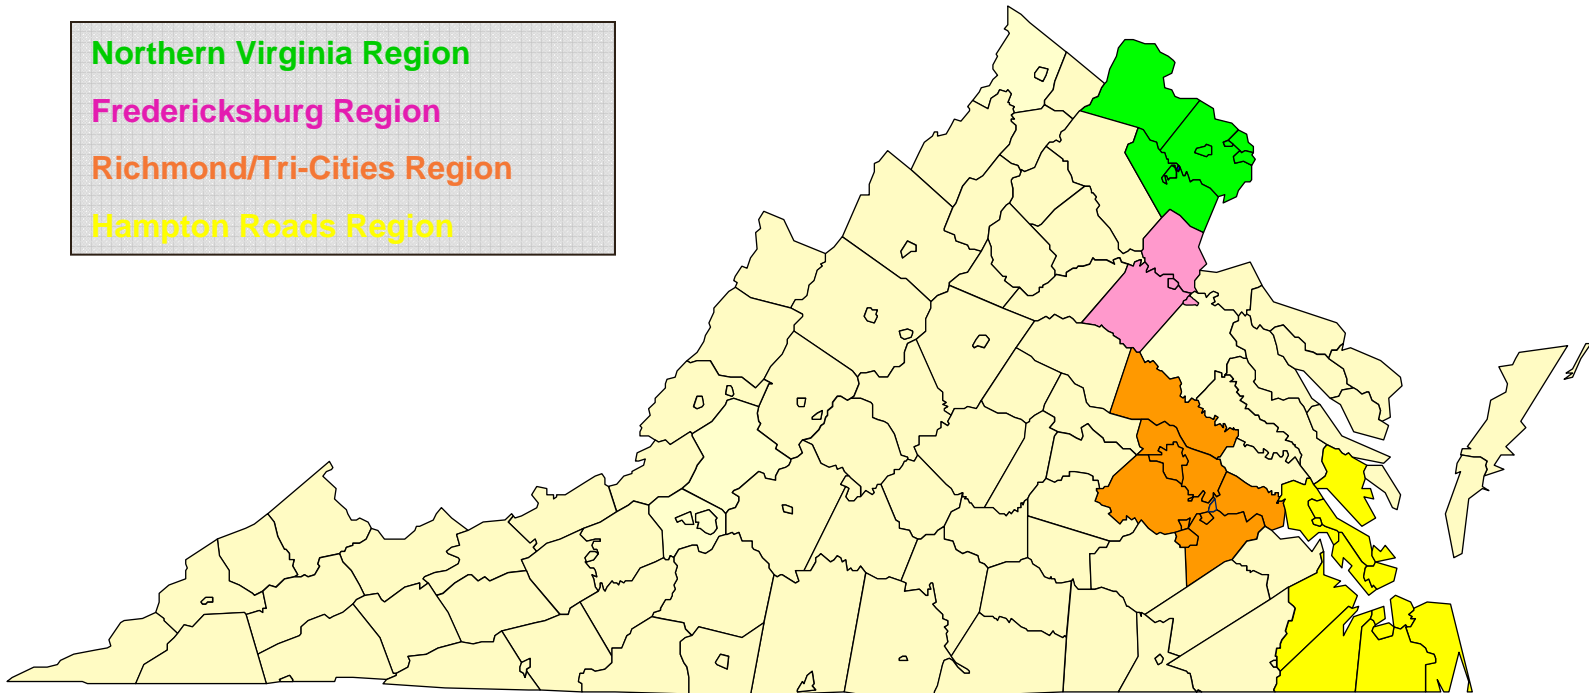 Northern Virginia Region
Fredericksburg Region
Richmond/Tri-Cities Region
Hampton Roads Region